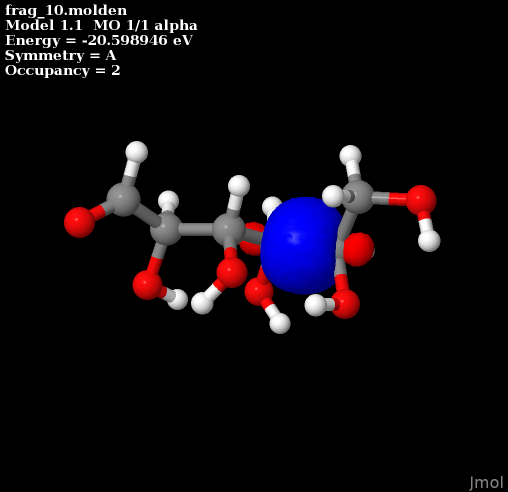 frag_10.molden
Model 1.1  MO 1/1 alpha
Energy = -20.598946 eV
Symmetry = A
Occupancy = 2
Jmol